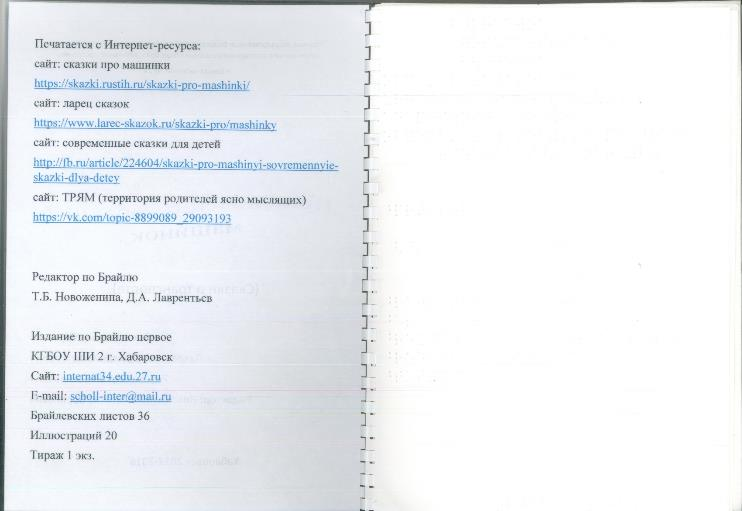 Печатается с Интернет-ресурса:
сайт: сказки про машинки
https://skazki.rustih.ru/skazki-pro-mashinki/
сайт: ларец сказок
https://www.larec-skazok.ru/skazki-pro/mashinky
сайт: современные сказки для детей
http://fb.ru/article/224604/skazki-pro-mashinyi-sovremennyie-
skazki-dlya-detey
сайт: ТРЯМ (территория родителей ясно мыслящих)
https://vk.com/topic-8899089_29093193
Редактор по Брайлю
Т.Б. Новоженина, Д.А. Лаврентьев
Издание по Брайлю первое
КГБОУ ШИ 2 г. Хабаровск
Сайт: internat34.edu.27.ru
E-mail: scholl-inter@mail.ru
Брайлевских листов 36
Иллюстраций 20
Тираж 1 экз.